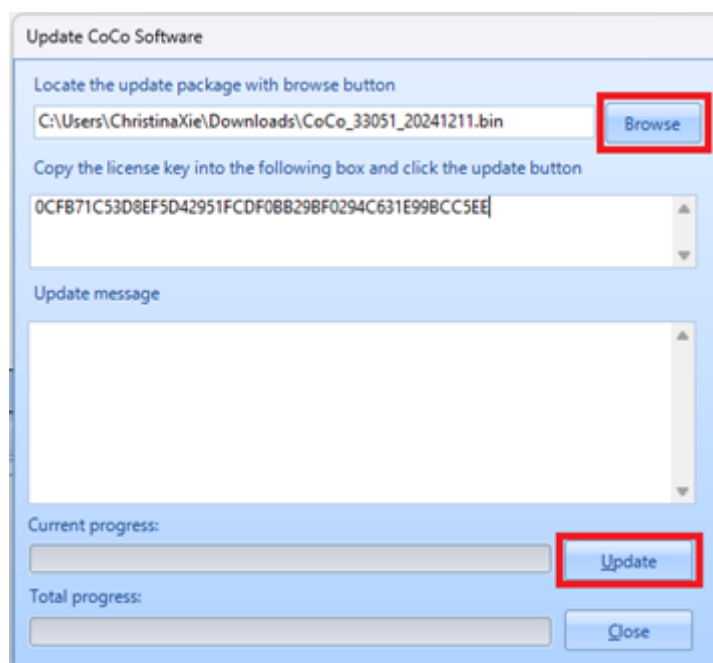 Update CoCo Software
Locate the update package with browse button
C:\Users\ChristinaXie\Downloads\CoCo_33051_20241211.bin
Browse
Copy the license key into the following box and click the update button
0CFB71C53D8EF5D42951FCDF0BB29BF0294C631E99BCC5EE
Update message
Current progress:
Update
Total progress:
Close